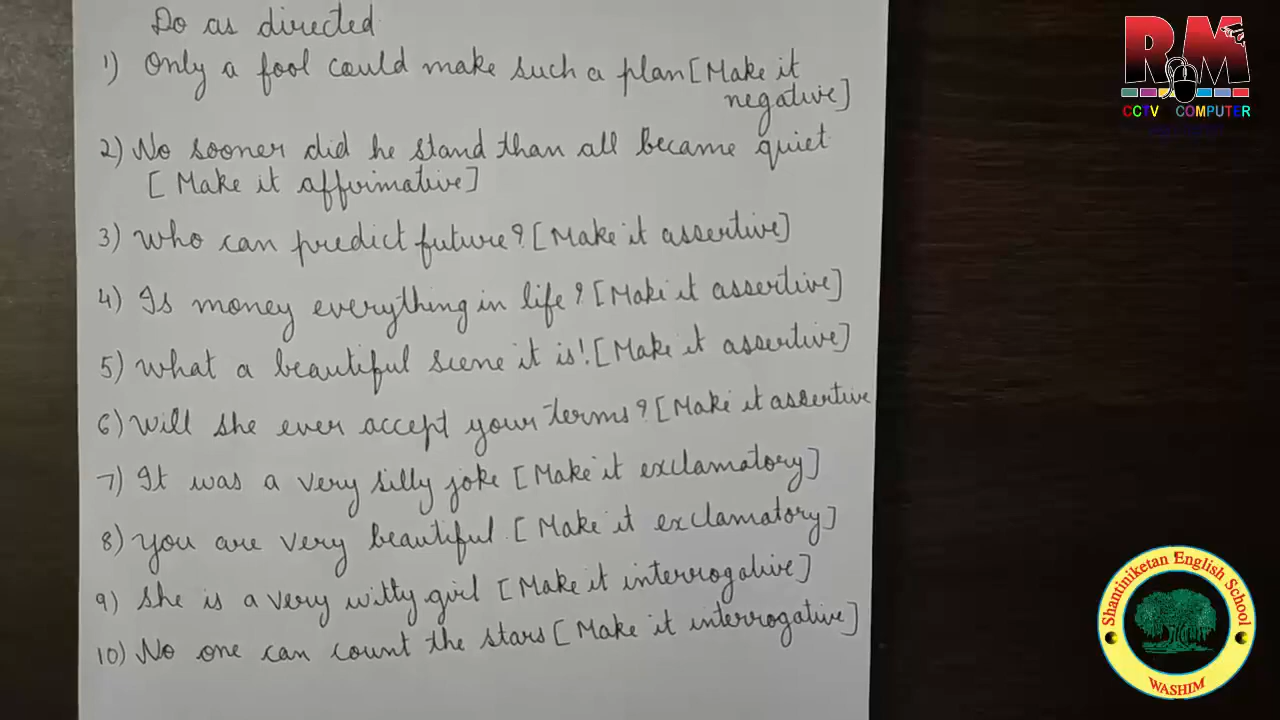 Do as directed
1) Only a fool could make such a plan [Make it
negative]
2) No sooner did he stand than all became quiet
[Make it affirmative]
3) Who can predict future? [Make it assertive]
4) Is money everything in life? [Make it assertive]
5) What a beautiful scene it is! [Make it assertive]
6) Will she ever accept your terms? [Make it assertive
7) It was a very silly joke [Make it exclamatory]
8) You are very beautiful. [Make it exclamatory]
9) She is a very witty girl [Make it interrogative]
10) No one can count the stars [Make it interrogative]
RM
CCTV COMPUTER
Shantiniketan English School
WASHIM